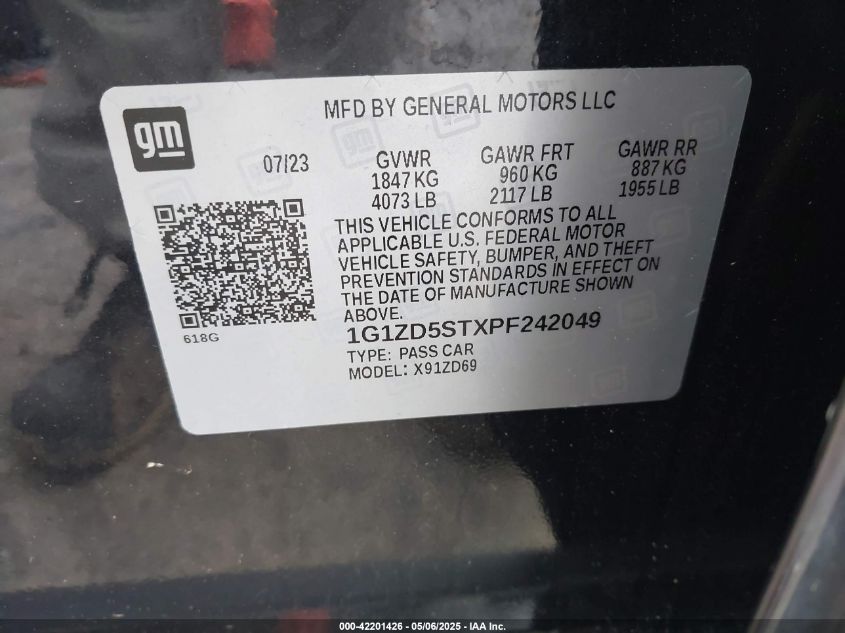 gm
MFD BY GENERAL MOTORS LLC
07/23
GVWR
1847 KG
4073 LB
GAWR FRT
960 KG
2117 LB
GAWR RR
887 KG
1955 LB
THIS VEHICLE CONFORMS TO ALL
APPLICABLE U.S. FEDERAL MOTOR
VEHICLE SAFETY, BUMPER, AND THEFT
PREVENTION STANDARDS IN EFFECT ON
THE DATE OF MANUFACTURE SHOWN
ABOVE.
618G
1G1ZD5STXPF242049
TYPE: PASS CAR
MODEL: X91ZD69
000-42201426 - 05/06/2025 - IAA Inc.